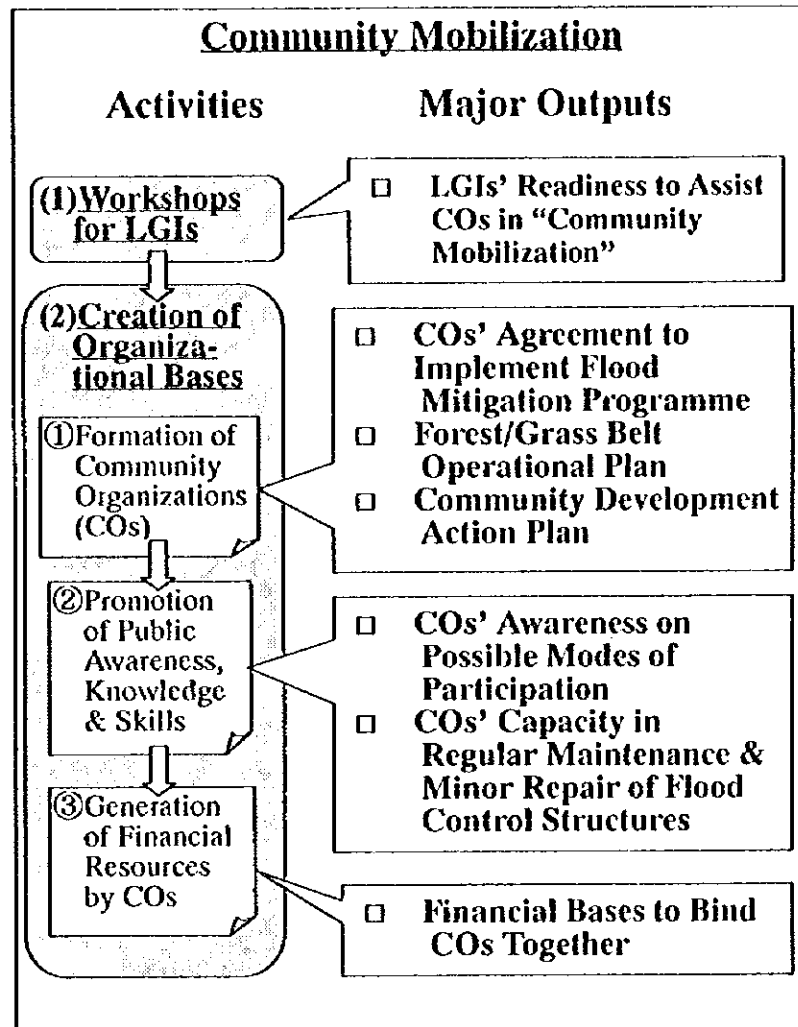 Community Mobilization
Activities
Major Outputs
(1)Workshops
for LGIs
□ LGIs' Readiness to Assist
COs in “Community
Mobilization”
(2)Creation of
Organiza-
tional Bases
①Formation of
Community
Organizations
(COs)
□ COs' Agreement to
Implement Flood
Mitigation Programme
□ Forest/Grass Belt
Operational Plan
□ Community Development
Action Plan
②Promotion
of Public
Awareness,
Knowledge
& Skills
□ COs' Awareness on
Possible Modes of
Participation
□ COs' Capacity in
Regular Maintenance &
Minor Repair of Flood
Control Structures
③Generation
of Financial
Resources
by COs
□ Financial Bases to Bind
COs Together